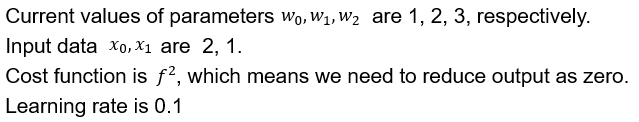 Current values of parameters w₀, w₁, w₂ are 1, 2, 3, respectively.
Input data x₀, x₁ are 2, 1.
Cost function is f², which means we need to reduce output as zero.
Learning rate is 0.1